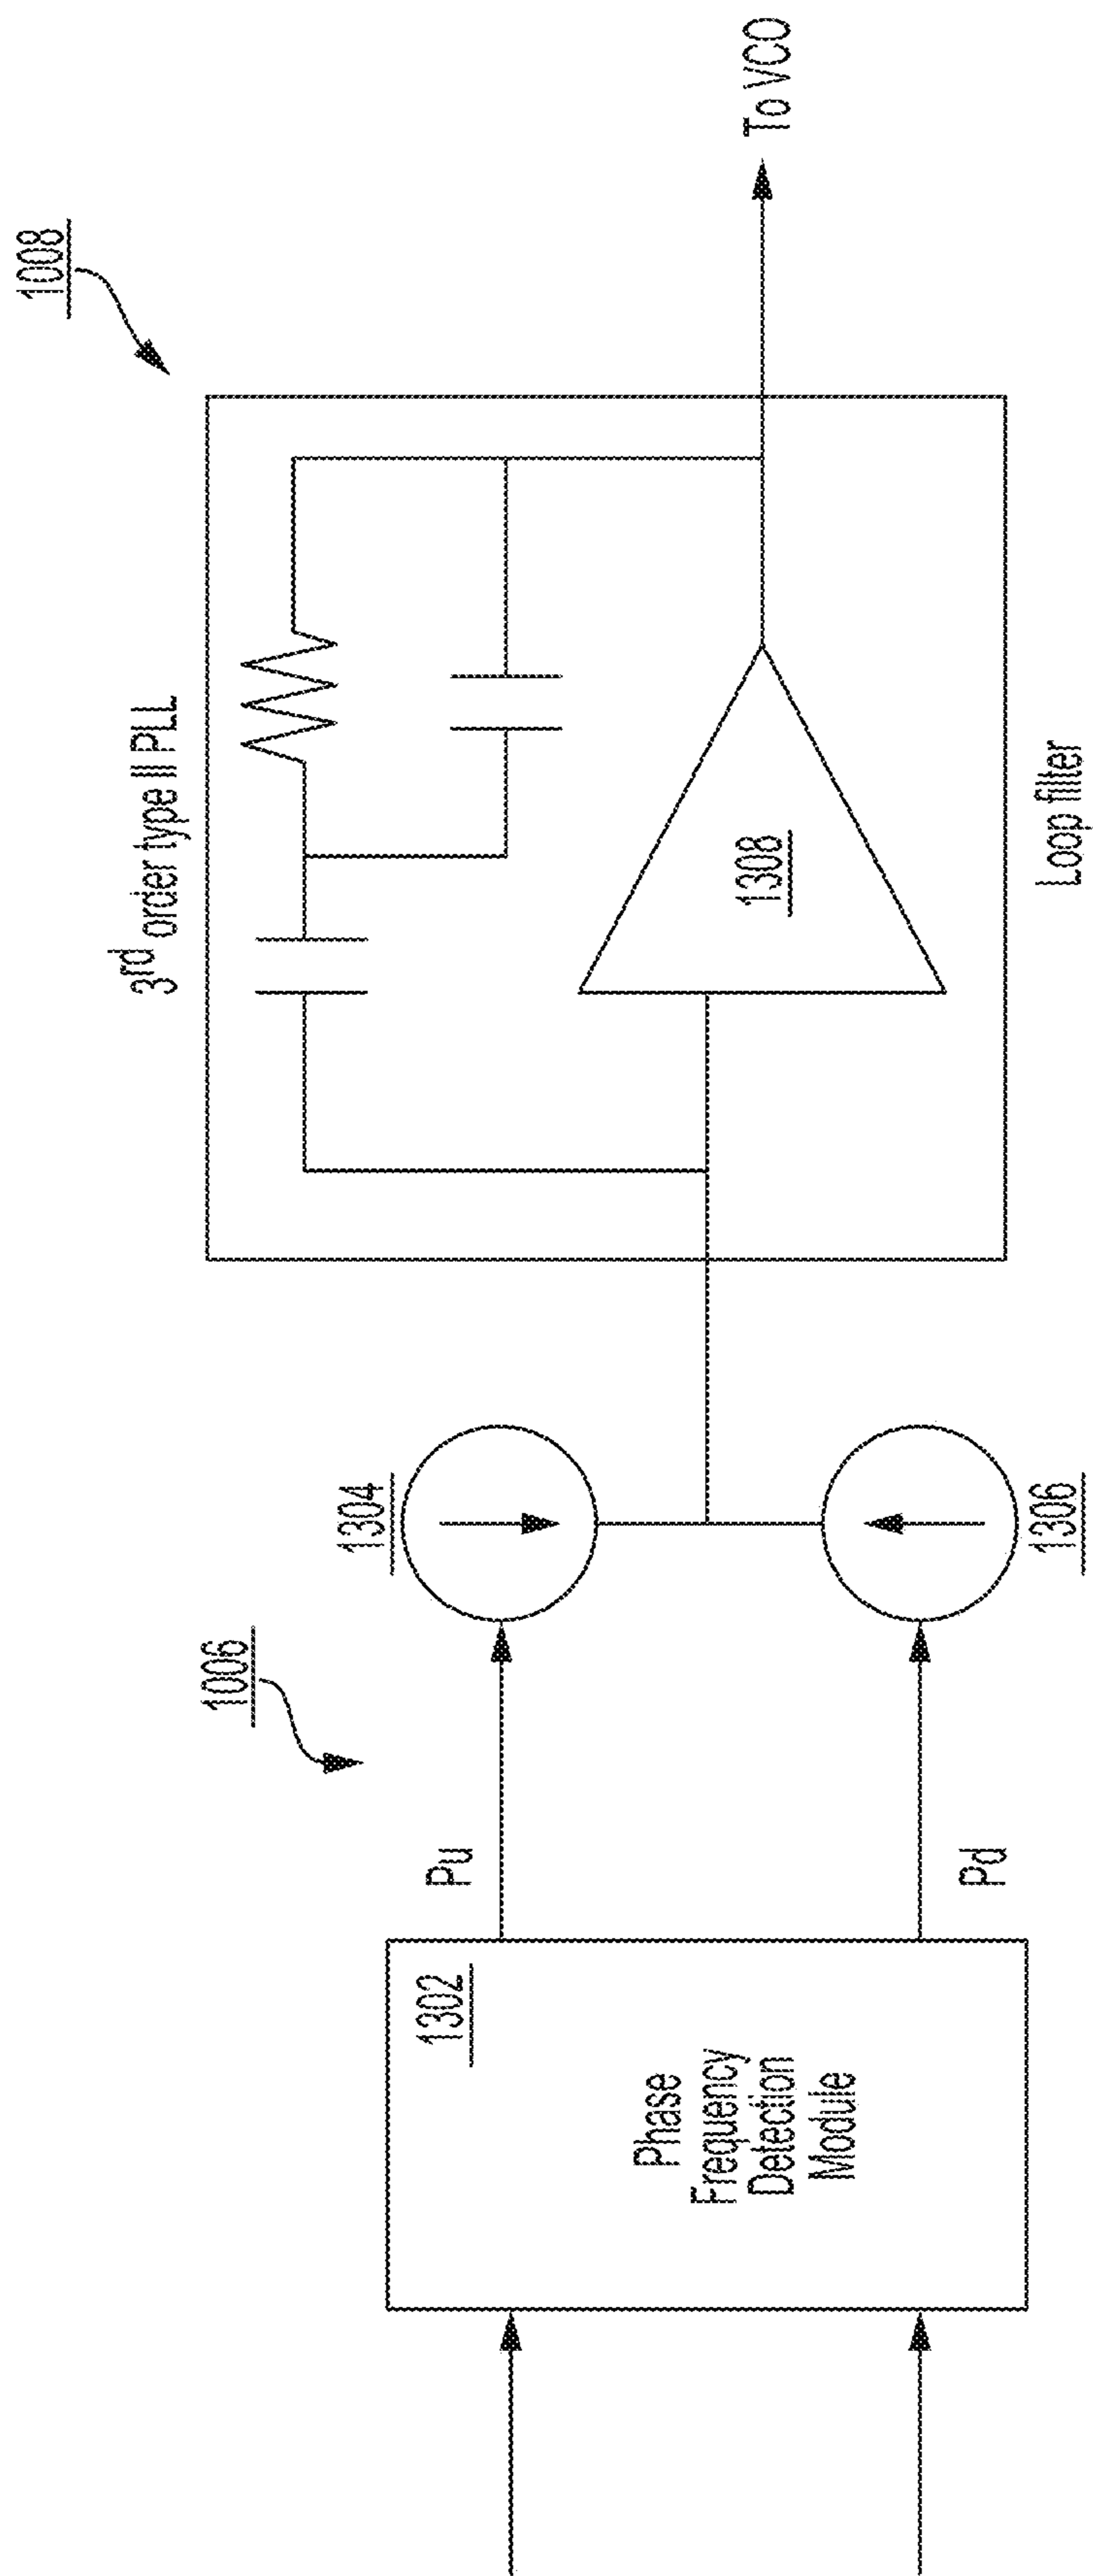 1008
3rd order type II PLL
To VCO
1308
Loop filter
1304
1306
1006
Pu
Pd
1302
Phase
Frequency
Detection
Module